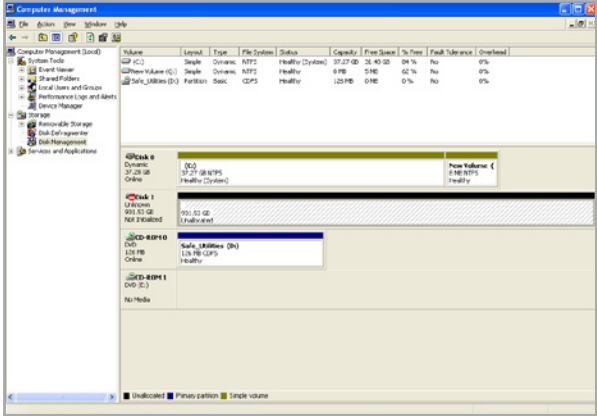 Computer Management
File Action View Window Help
Computer Management (Local)
System Tools
Event Viewer
Shared Folders
Local Users and Groups
Performance Logs and Alerts
Device Manager
Storage
Removable Storage
Disk Defragmenter
Disk Management
Services and Applications
Volume Layout Type File System Status Capacity Free Space % Free Fault Tolerance Overhead
(C:) Simple Dynamic NTFS Healthy (System) 37.27 GB 31.40 GB 84 % No 0%
New Volume (G:) Simple Dynamic NTFS Healthy 8 MB 5 MB 62 % No 0%
Safe_Utilities (D:) Partition Basic CDFS Healthy 126 MB 0 MB 0 % No 0%
Disk 0
Dynamic
37.28 GB
Online
(C:)
37.27 GB NTFS
Healthy (System)
New Volume (
8 MB NTFS
Healthy
Disk 1
Unknown
931.53 GB
Not Initialized
931.53 GB
Unallocated
CD-ROM 0
DVD
126 MB
Online
Safe_Utilities (D:)
126 MB CDFS
Healthy
CD-ROM 1
DVD (E:)
No Media
Unallocated Primary partition Simple volume